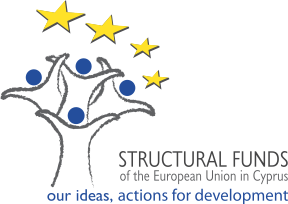 STRUCTURAL FUNDS
of the European Union in Cyprus
our ideas, actions for development